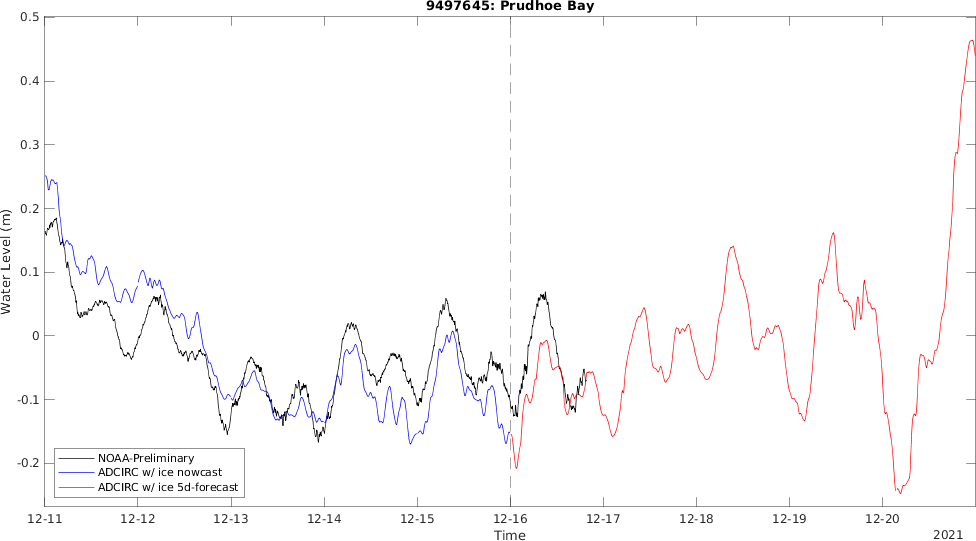 9497645: Prudhoe Bay
0.5
0.4
0.3
0.2
0.1
0
-0.1
-0.2
Water Level (m)
NOAA-Preliminary
ADCIRC w/ ice nowcast
ADCIRC w/ ice 5d-forecast
12-11 12-12 12-13 12-14 12-15 12-16 12-17 12-18 12-19 12-20
Time
2021